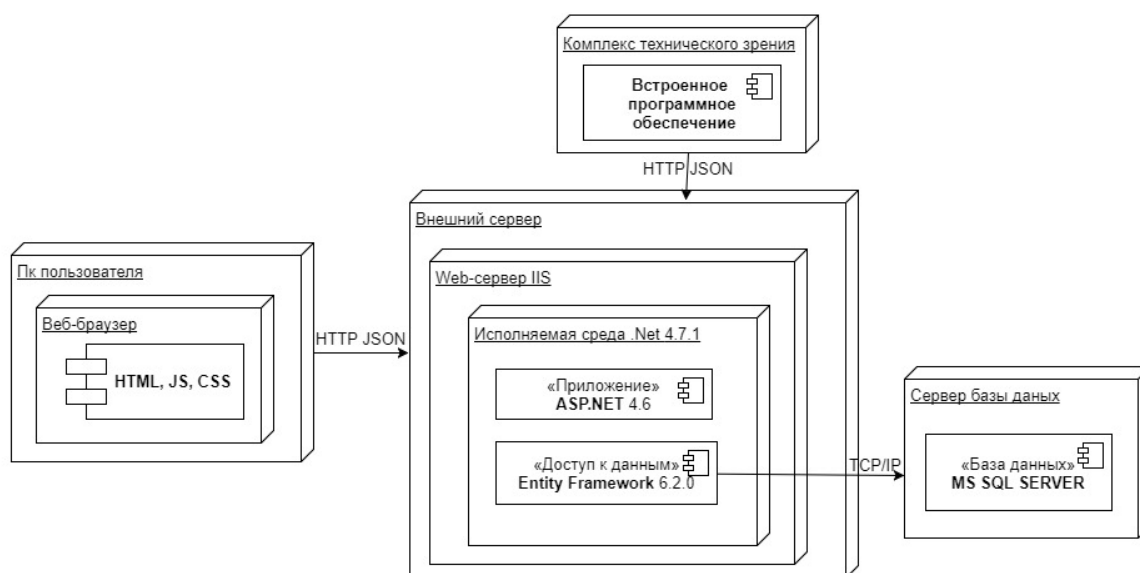 Комплекс технического зрения
Встроенное
программное
обеспечение
HTTP JSON
Внешний сервер
Пк пользователя
Web-сервер IIS
Веб-браузер
HTTP JSON
Исполняемая среда .Net 4.7.1
HTML, JS, CSS
«Приложение»
ASP.NET 4.6
Сервер базы даных
«Доступ к данным»
Entity Framework 6.2.0
TCP/IP
«База данных»
MS SQL SERVER